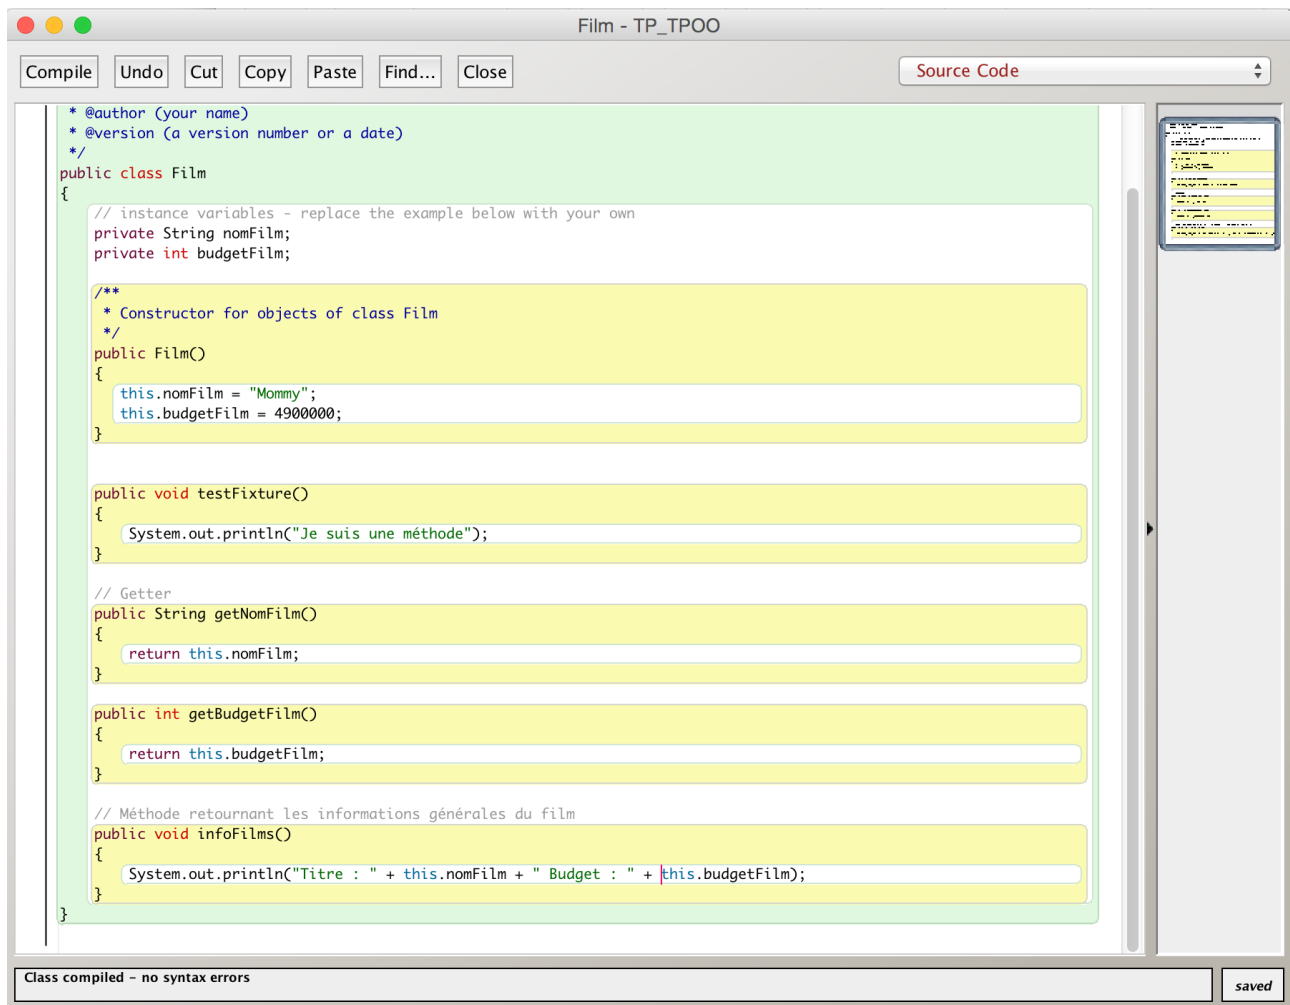 Film - TP_TPOO
Compile Undo Cut Copy Paste Find... Close Source Code
* @author (your name)
* @version (a version number or a date)
*/
public class Film
{
// instance variables - replace the example below with your own
private String nomFilm;
private int budgetFilm;
/**
* Constructor for objects of class Film
*/
public Film()
{
this.nomFilm = "Mommy";
this.budgetFilm = 4900000;
}
public void testFixture()
{
System.out.println("Je suis une méthode");
}
// Getter
public String getNomFilm()
{
return this.nomFilm;
}
public int getBudgetFilm()
{
return this.budgetFilm;
}
// Méthode retournant les informations générales du film
public void infoFilms()
{
System.out.println("Titre : " + this.nomFilm + " Budget : " + this.budgetFilm);
}
}
Class compiled - no syntax errors
saved